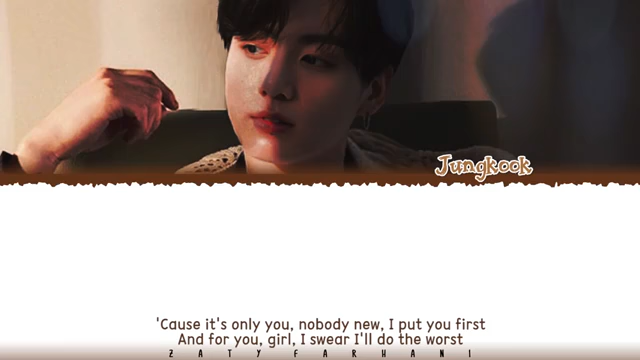 Jungkook
'Cause it's only you, nobody new, I put you first
And for you, girl, I swear I'll do the worst
ZATY FARHANI